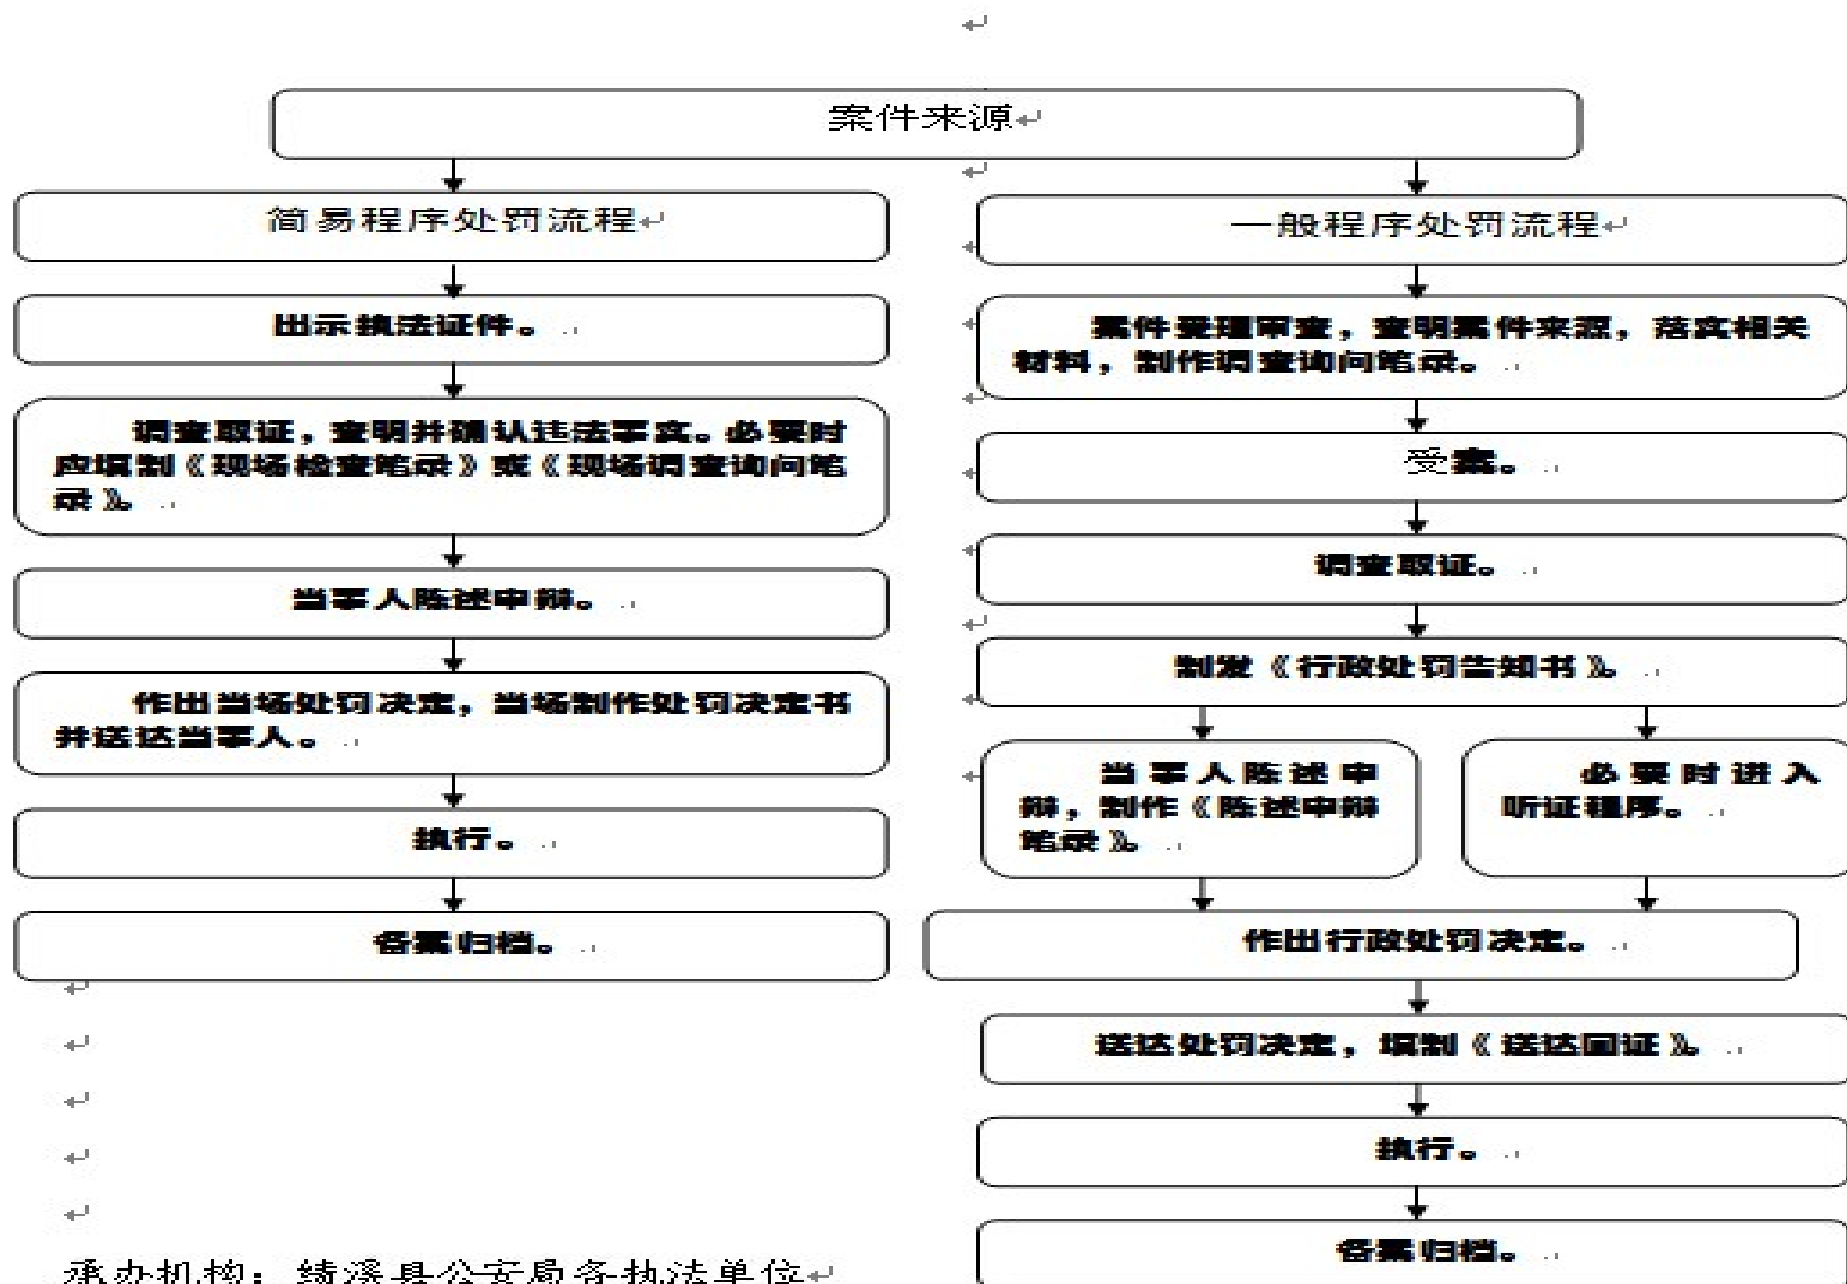 案件来源
简易程序处罚流程
出示执法证件。
调查取证，查明并确认违法事实。必要时
应填制《现场检查笔录》或《现场调查询问笔
录》。
当事人陈述申辩。
作出当场处罚决定，当场制作处罚决定书
并送达当事人。
执行。
备案归档。
一般程序处罚流程
案件受理审查，查明案件来源，落实相关
材料，制作调查询问笔录。
受案。
调查取证。
制发《行政处罚告知书》。
当事人陈述申
辩，制作《陈述申辩
笔录》。
必要时进入
听证程序。
作出行政处罚决定。
送达处罚决定，填制《送达回证》。
执行。
备案归档。
承办机构：绩溪县公安局各执法单位